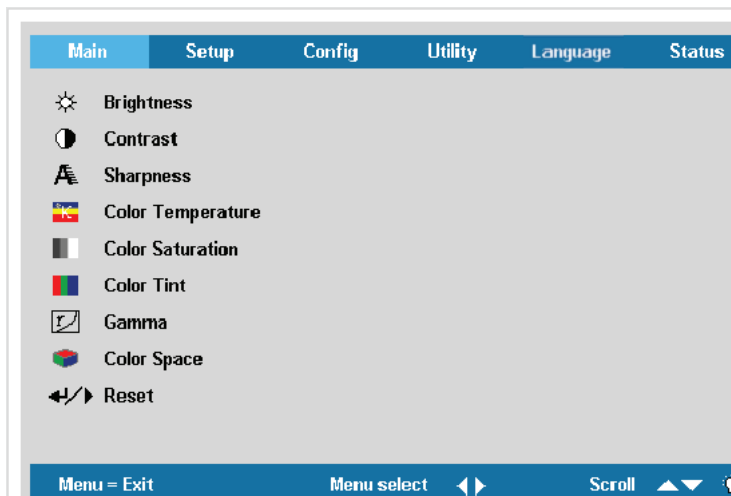 Main Setup Config Utility Language Status
Brightness
Contrast
Sharpness
Color Temperature
Color Saturation
Color Tint
Gamma
Color Space
Reset
Menu = Exit Menu select Scroll